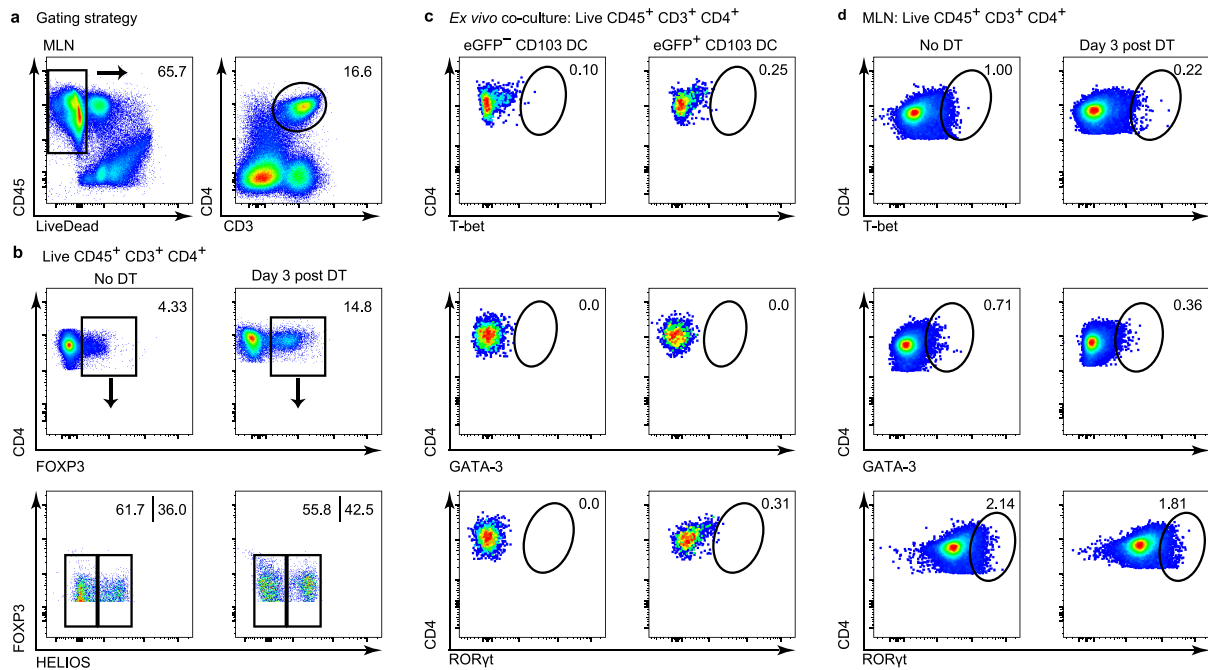 a Gating strategy
MLN
65.7
16.6
CD45
LiveDead
CD4
CD3
b Live CD45+ CD3+ CD4+
No DT
Day 3 post DT
4.33
14.8
CD4
FOXP3
61.7 | 36.0
55.8 | 42.5
FOXP3
HELIOS
c Ex vivo co-culture: Live CD45+ CD3+ CD4+
eGFP− CD103 DC
eGFP+ CD103 DC
0.10
0.25
CD4
T-bet
0.0
0.0
CD4
GATA-3
0.0
0.31
CD4
RORγt
d MLN: Live CD45+ CD3+ CD4+
No DT
Day 3 post DT
1.00
0.22
CD4
T-bet
0.71
0.36
CD4
GATA-3
2.14
1.81
CD4
RORγt